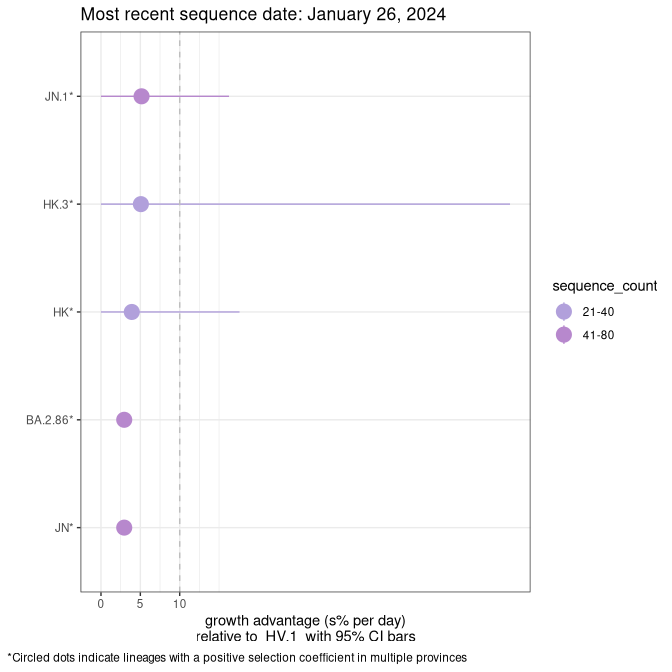 Most recent sequence date: January 26, 2024
JN.1*
HK.3*
HK*
BA.2.86*
JN*
0 5 10
growth advantage (s% per day)
relative to HV.1 with 95% CI bars
sequence_count
21-40
41-80
*Circled dots indicate lineages with a positive selection coefficient in multiple provinces